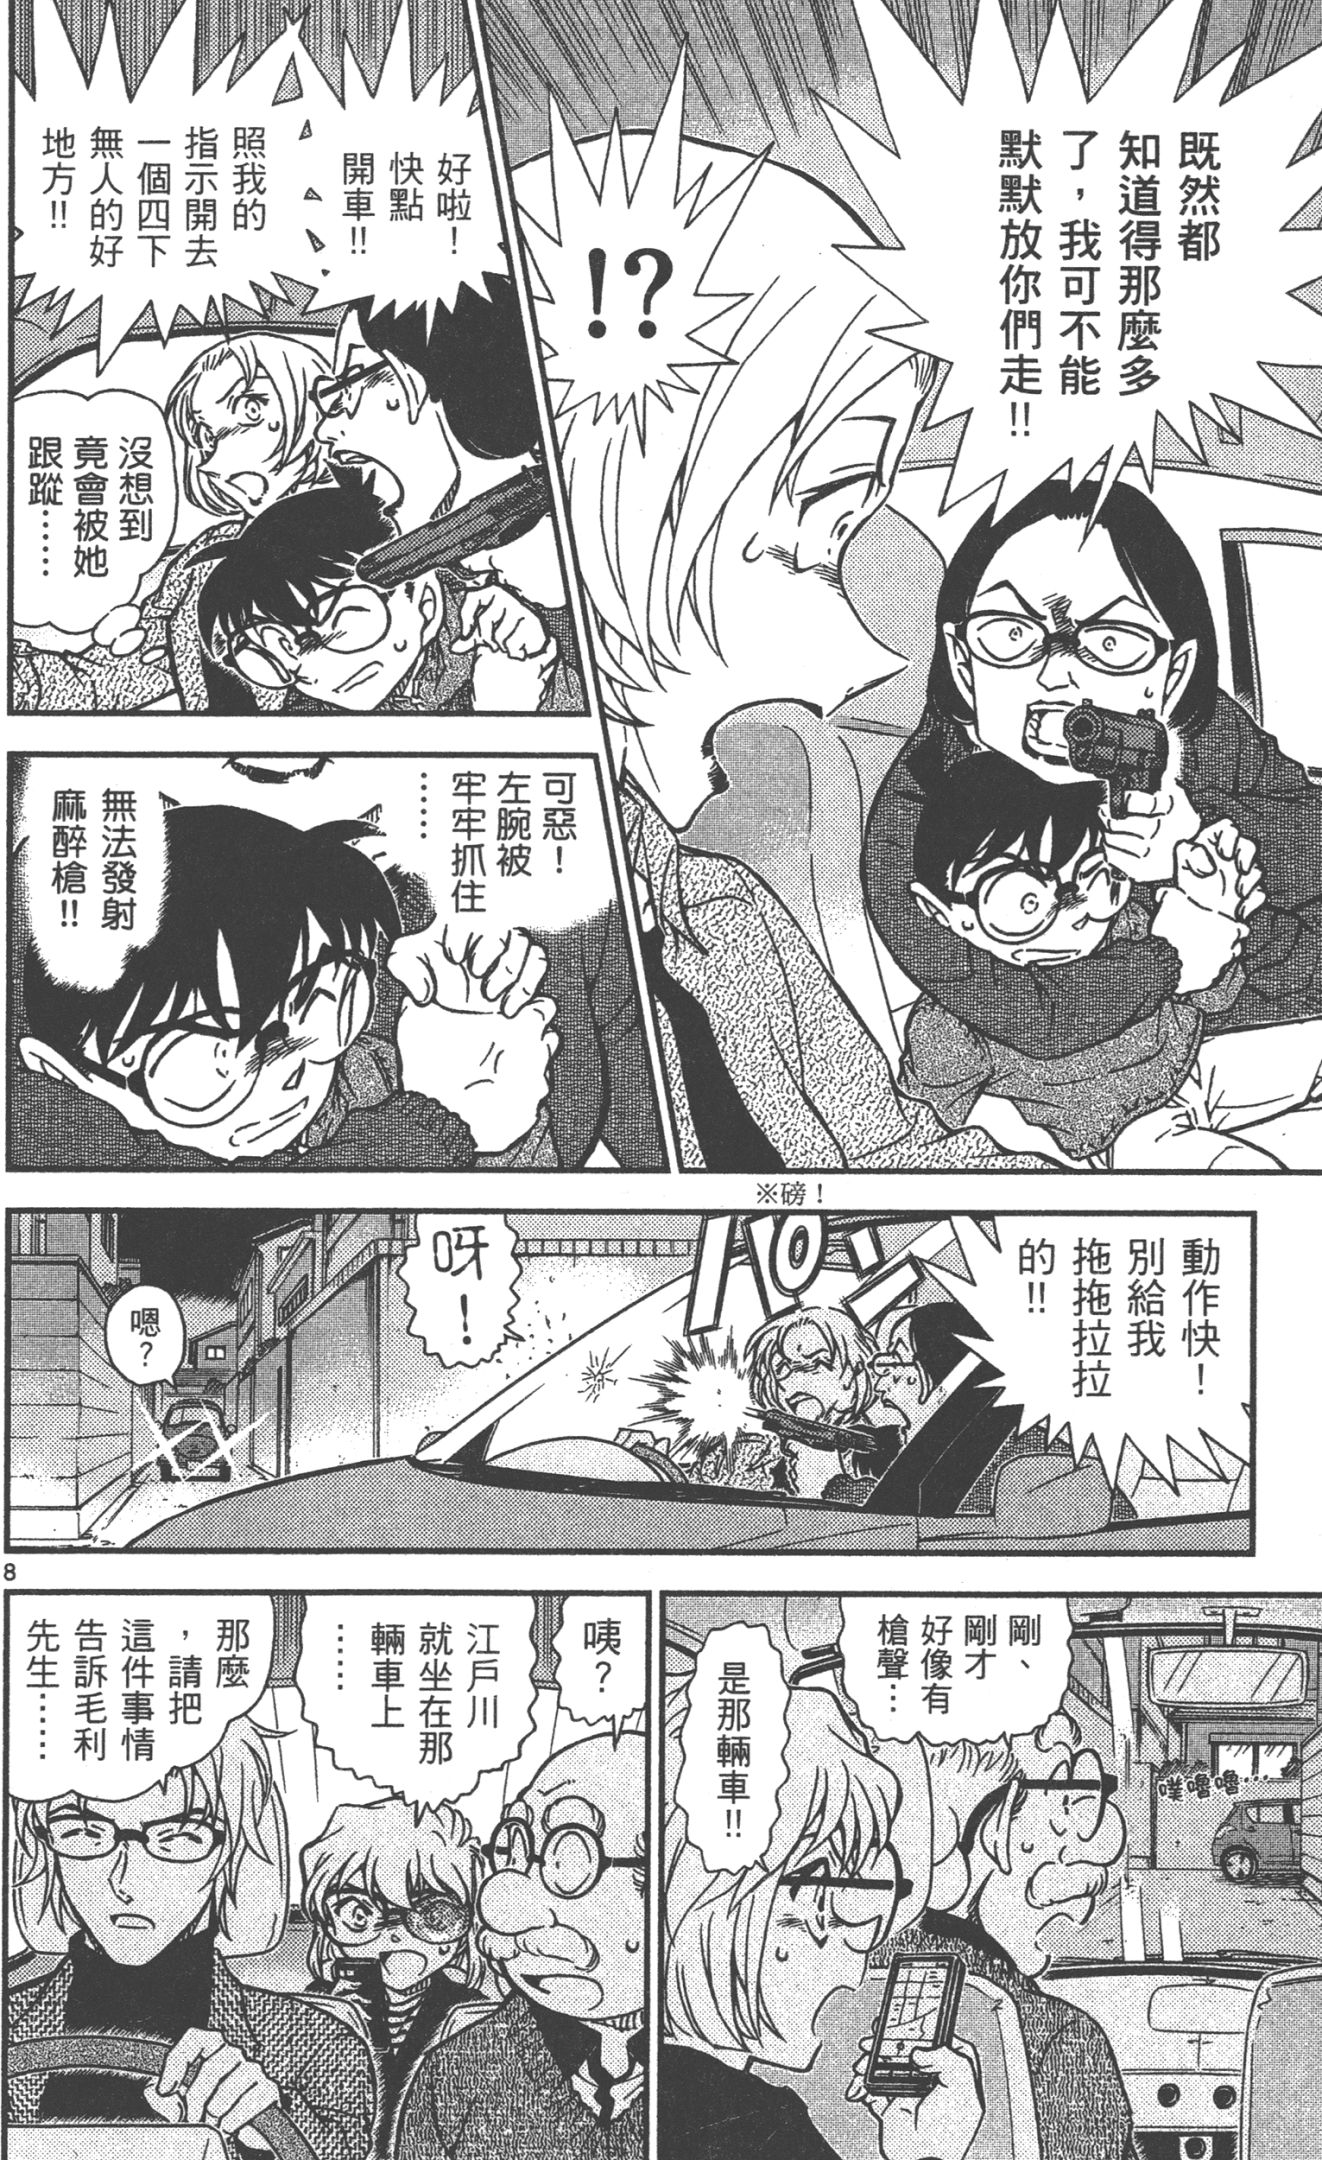 既然都
知道得那麼多
了，我可不能
默默放你們走!!
!?
好啦！
快點
開車!!
照我的
指示開去
一個四下
無人的好
地方!!
沒想到
竟會被她
跟蹤……
可惡！
左腕被
牢牢抓住
……
無法發射
麻醉槍!!
※磅！
動作快！
別給我
拖拖拉拉
的!!
呀！
嗯？
8
剛、
剛才
好像有
槍聲…
噗嚕嚕…
是那輛車!!
咦？
江戶川
就坐在那
輛車上
……
那麼
，請把
這件事情
告訴毛利
先生……